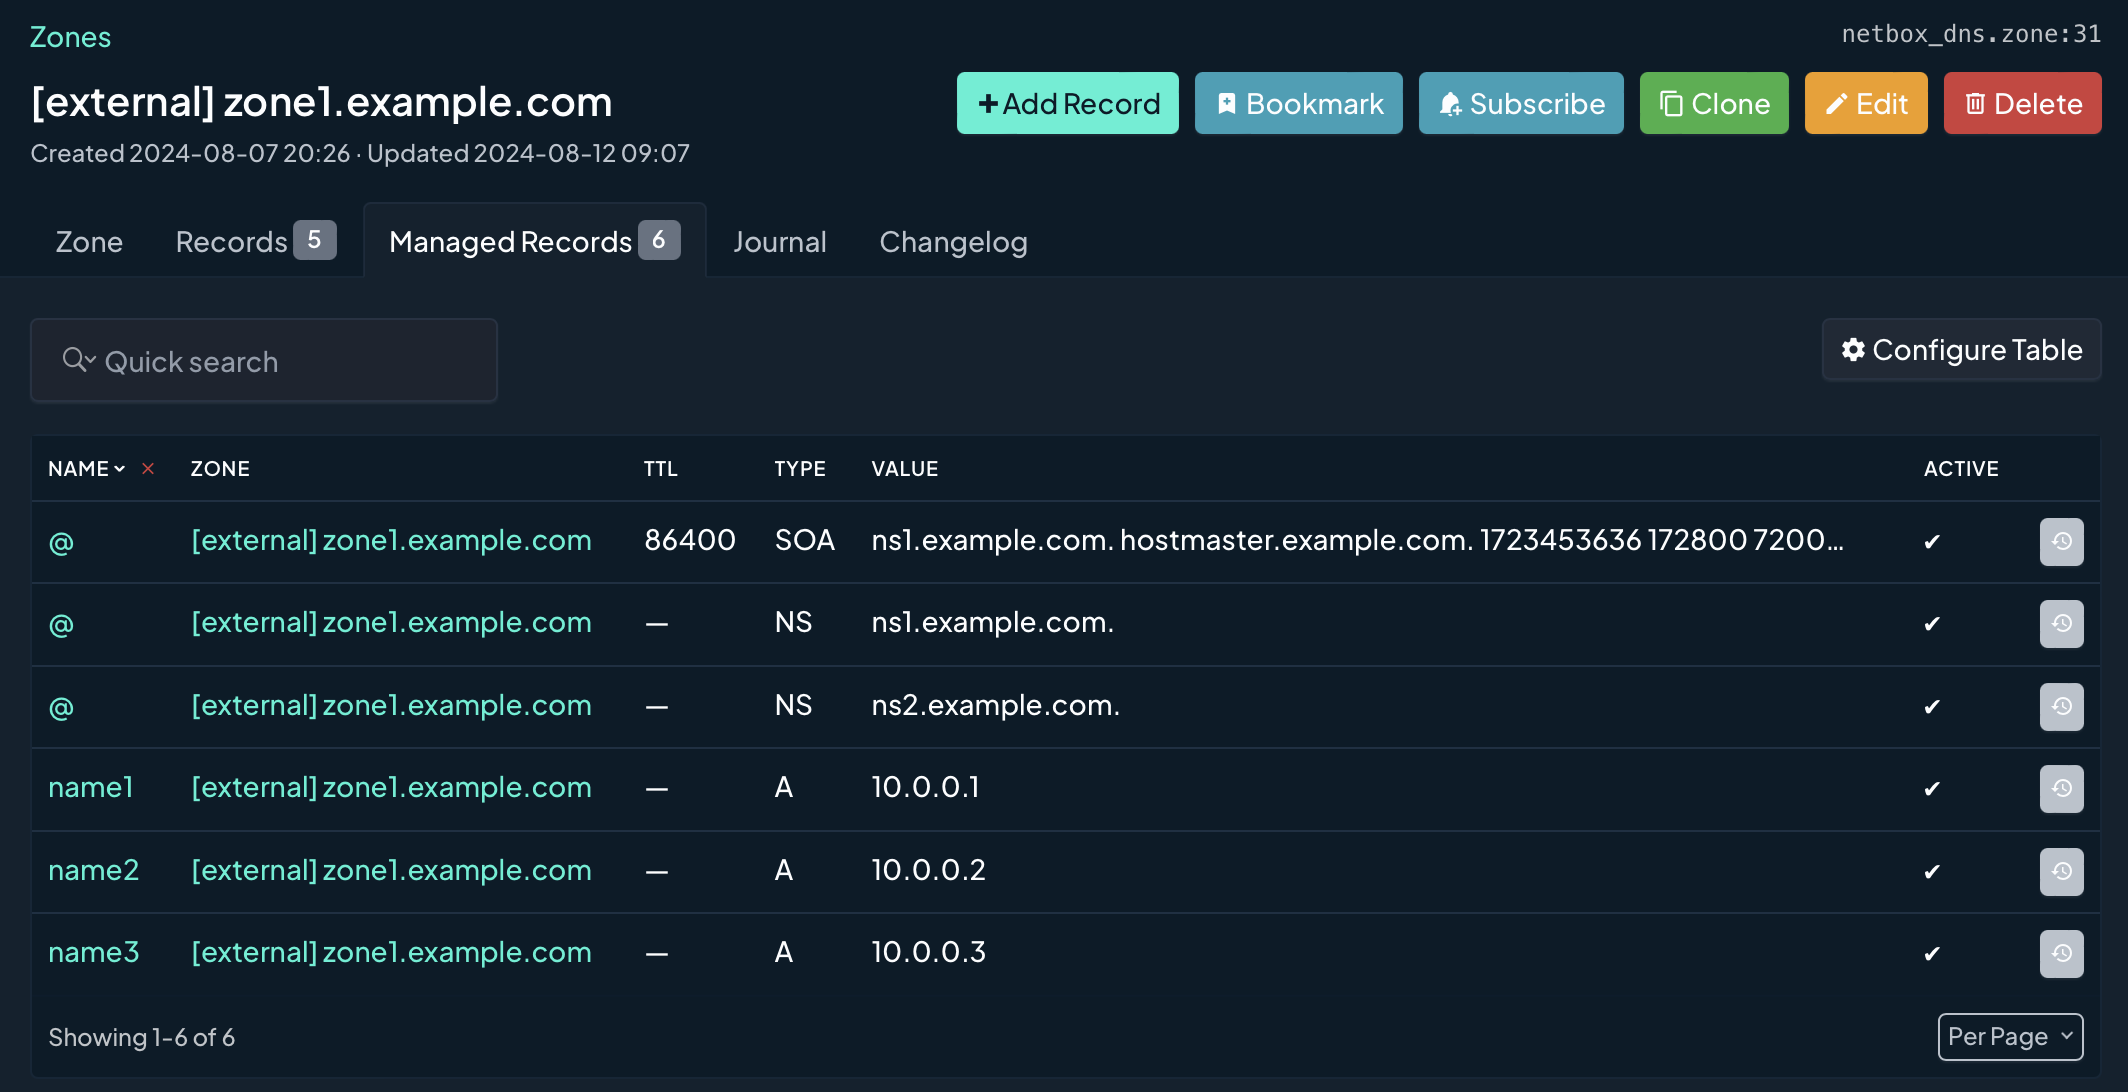 Zones
netbox_dns.zone:31
[external] zone1.example.com
Add Record Bookmark Subscribe Clone Edit Delete
Created 2024-08-07 20:26 · Updated 2024-08-12 09:07
Zone Records 5 Managed Records 6 Journal Changelog
Quick search
Configure Table
NAME ZONE TTL TYPE VALUE ACTIVE
@ [external] zone1.example.com 86400 SOA ns1.example.com. hostmaster.example.com. 1723453636 172800 7200... ✔
@ [external] zone1.example.com — NS ns1.example.com. ✔
@ [external] zone1.example.com — NS ns2.example.com. ✔
name1 [external] zone1.example.com — A 10.0.0.1 ✔
name2 [external] zone1.example.com — A 10.0.0.2 ✔
name3 [external] zone1.example.com — A 10.0.0.3 ✔
Showing 1-6 of 6
Per Page